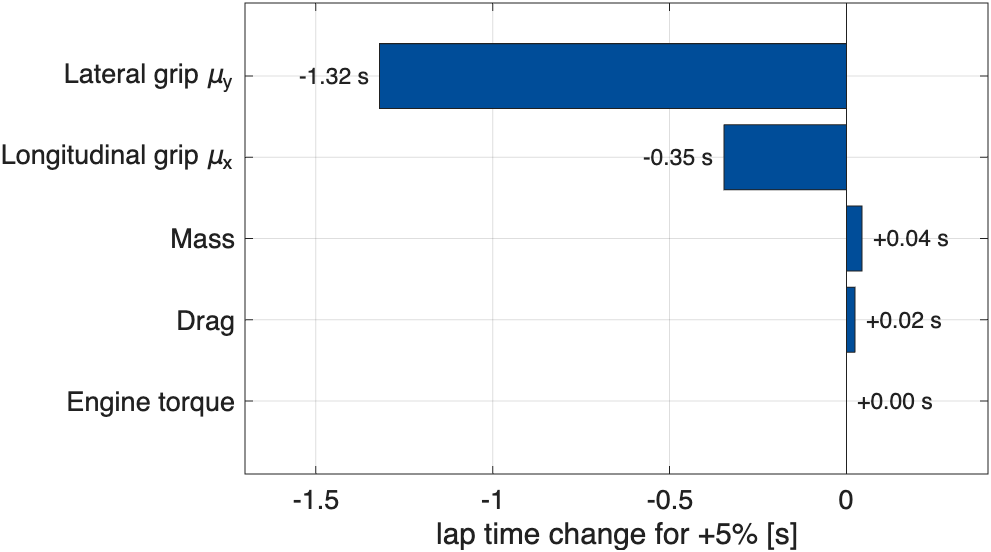 Lateral grip μy
-1.32 s
Longitudinal grip μx
-0.35 s
Mass
+0.04 s
Drag
+0.02 s
Engine torque
+0.00 s
-1.5
-1
-0.5
0
lap time change for +5% [s]